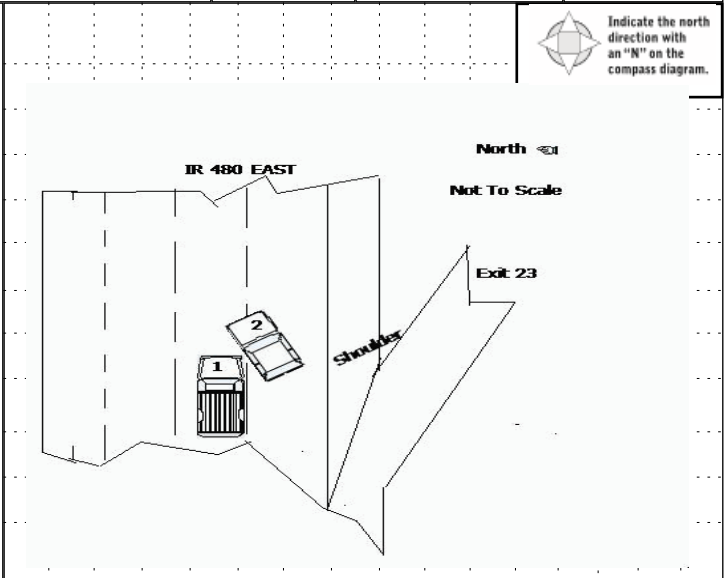 Indicate the north
direction with
an "N" on the
compass diagram.
North
IR 480 EAST
Not To Scale
Exit 23
2
Shoulder
1